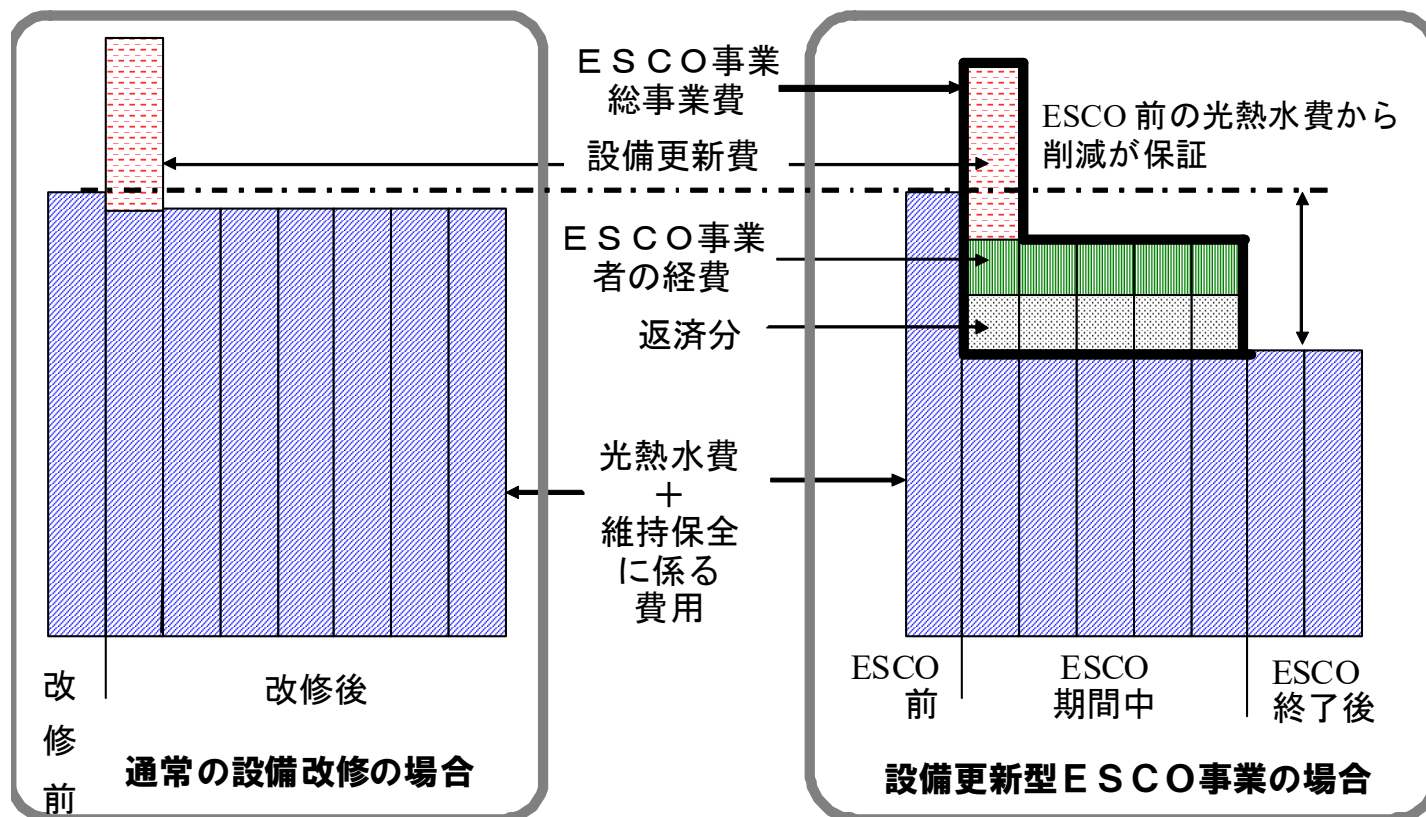 ＥＳＣＯ事業
総事業費
設備更新費
ＥＳＣＯ事業
者の経費
返済分
光熱水費
＋
維持保全
に係る
費用
ESCO 前の光熱水費から
削減が保証
改
修
前
改修後
通常の設備改修の場合
ESCO
前
ESCO
期間中
ESCO
終了後
設備更新型ＥＳＣＯ事業の場合